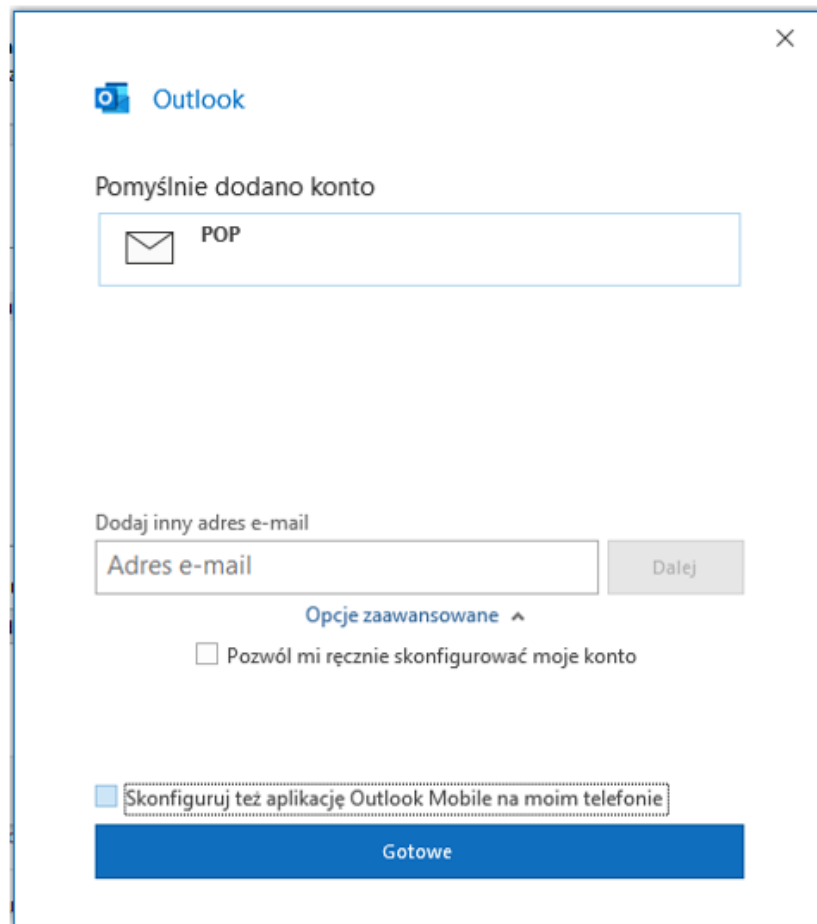 Outlook
Pomyślnie dodano konto
POP
Dodaj inny adres e-mail
Adres e-mail
Dalej
Opcje zaawansowane
Pozwól mi ręcznie skonfigurować moje konto
Skonfiguruj też aplikację Outlook Mobile na moim telefonie
Gotowe